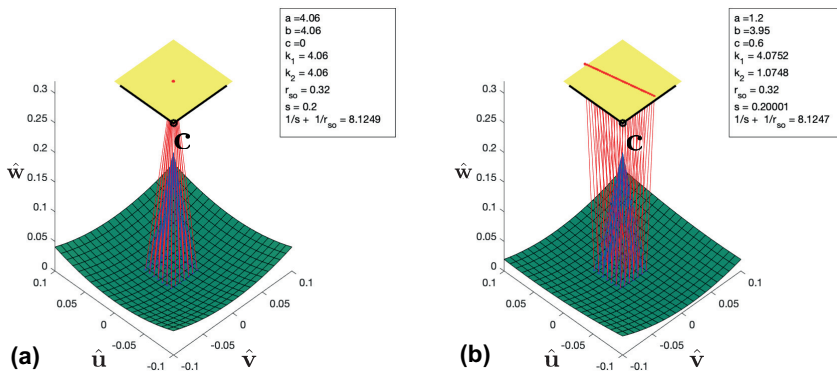 a =4.06
b =4.06
c =0
k1 = 4.06
k2 = 4.06
rso = 0.32
s = 0.2
1/s + 1/rso = 8.1249
0.3
0.25
0.2
0.15
0.1
0.05
0
ŵ
C
0.1
0.05
0
-0.05
-0.1
û
0.1
0.05
0
-0.05
-0.1
v̂
(a)
a =1.2
b =3.95
c =0.6
k1 = 4.0752
k2 = 1.0748
rso = 0.32
s = 0.20001
1/s + 1/rso = 8.1247
0.3
0.25
0.2
0.15
0.1
0.05
0
ŵ
C
0.1
0.05
0
-0.05
-0.1
û
0.1
0.05
0
-0.05
-0.1
v̂
(b)